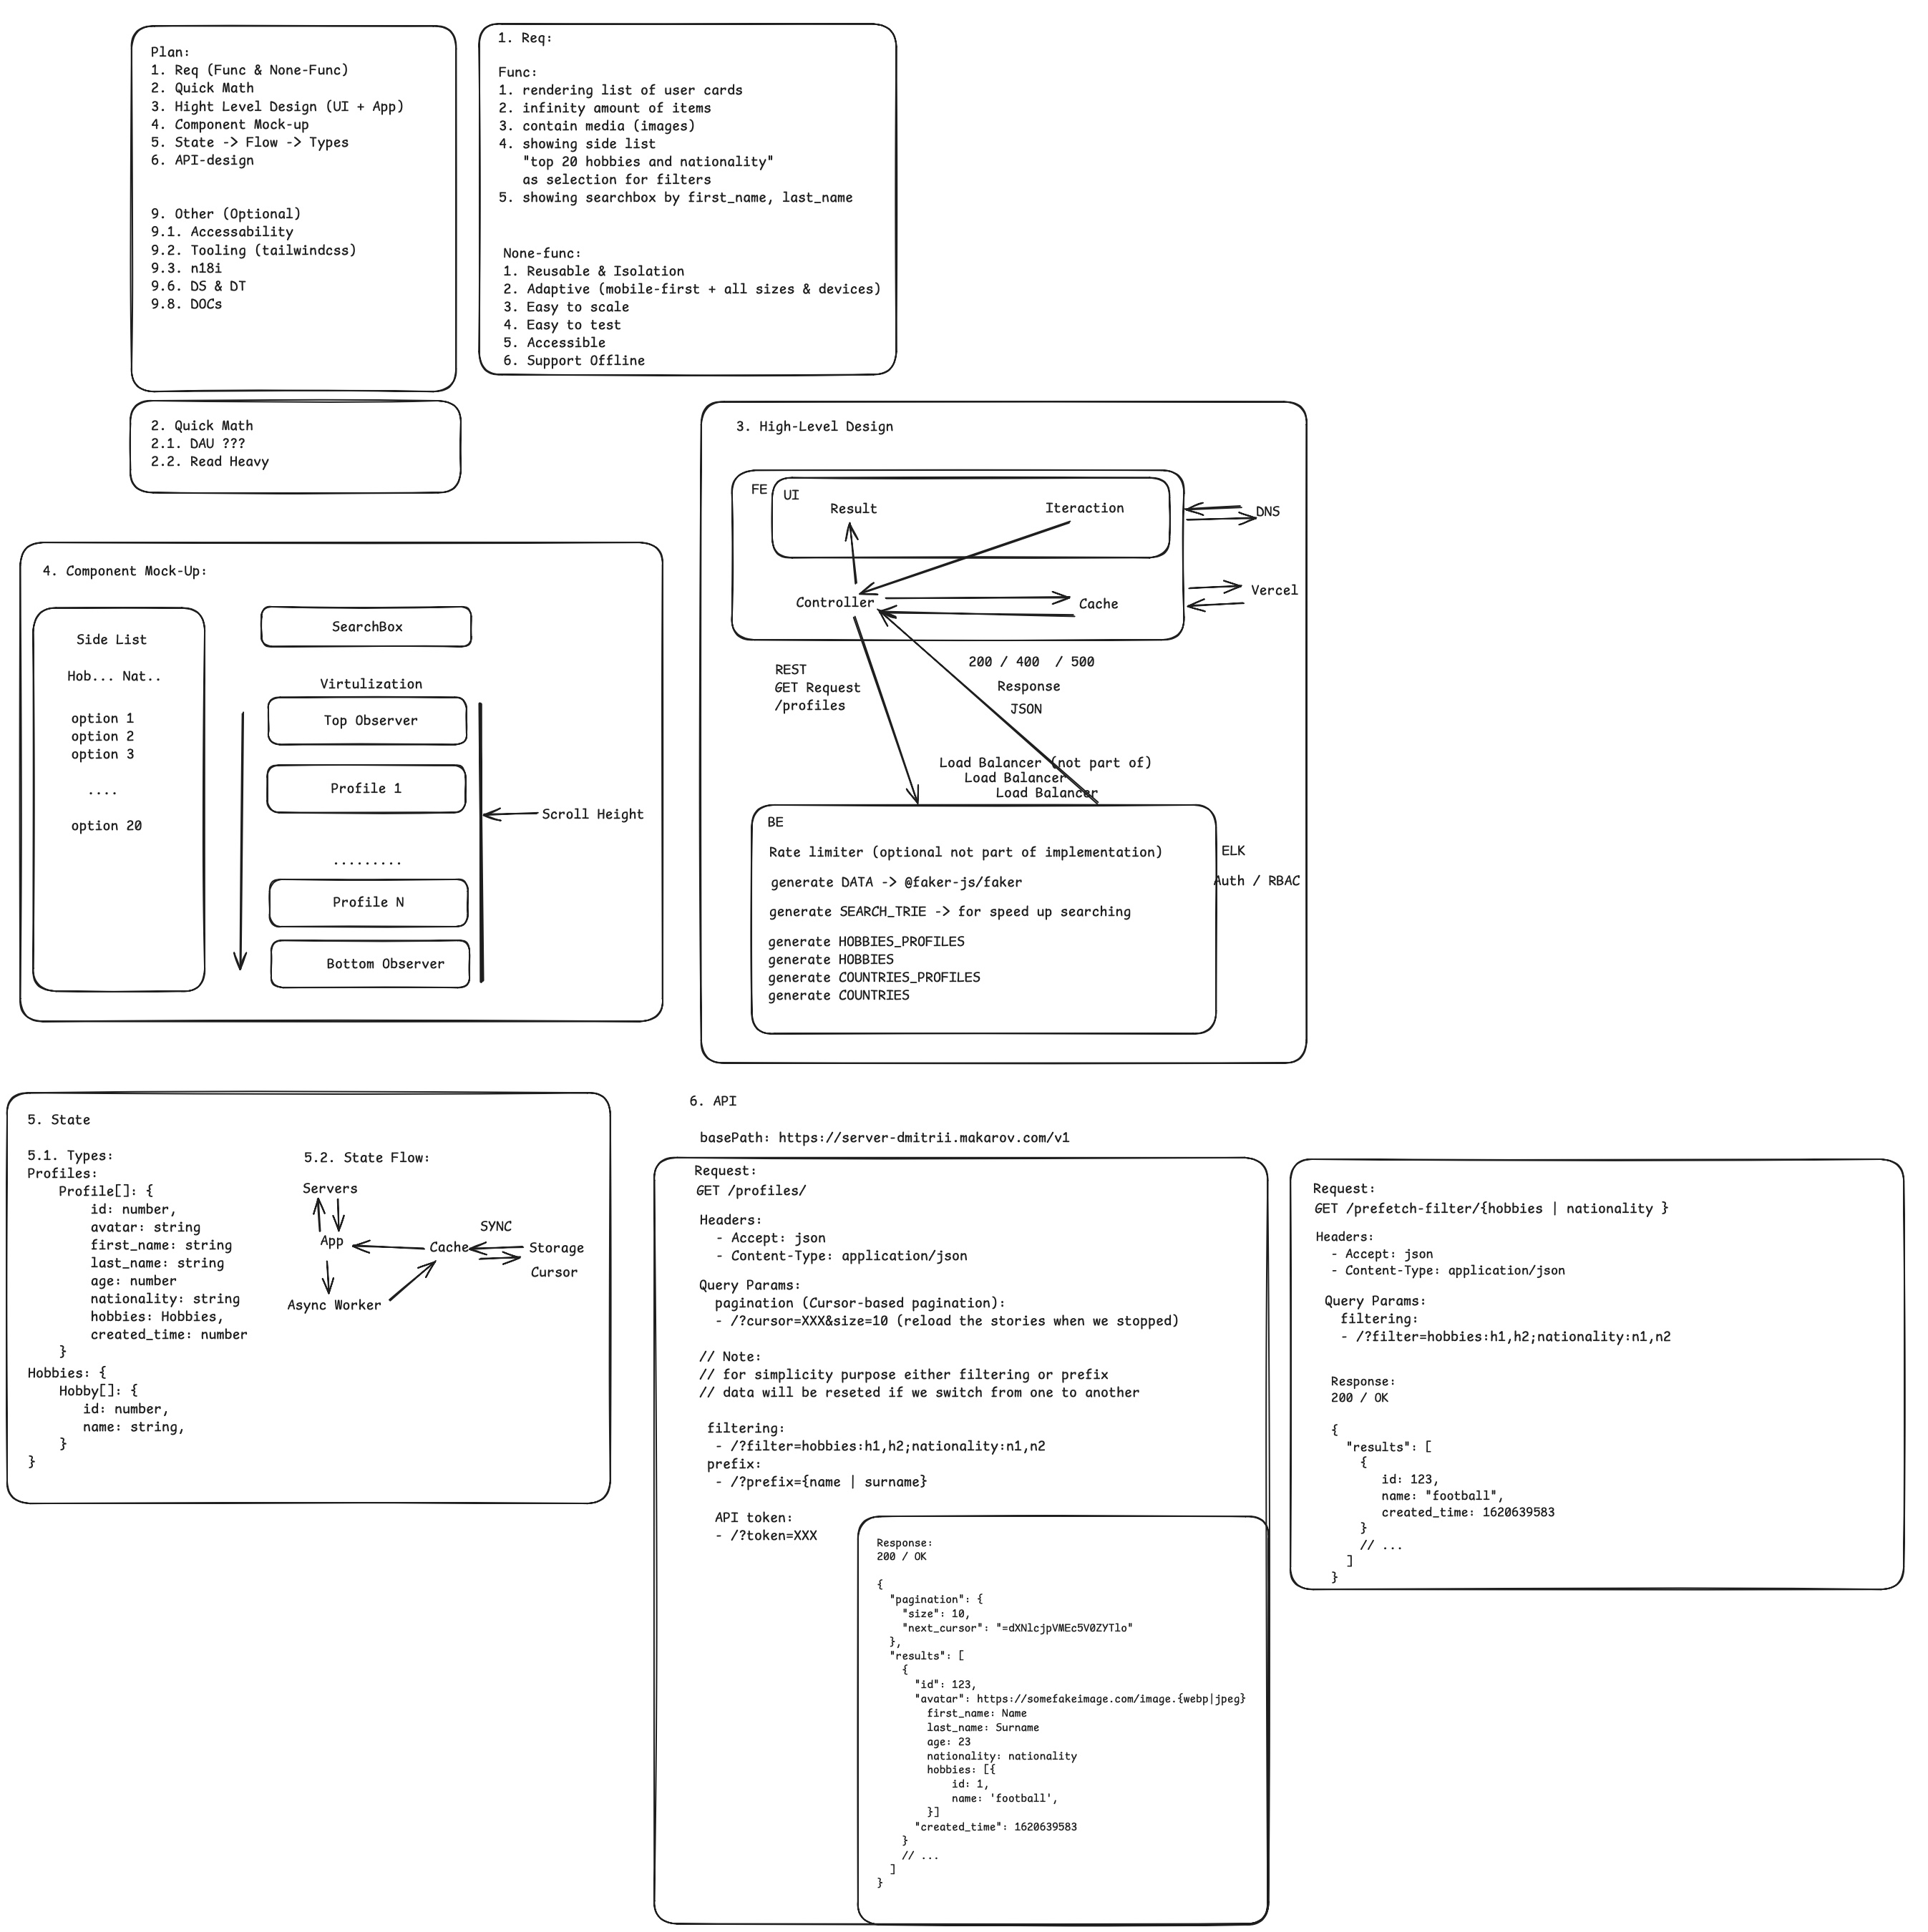 Plan:
1. Req (Func & None-Func)
2. Quick Math
3. Hight Level Design (UI + App)
4. Component Mock-up
5. State -> Flow -> Types
6. API-design
9. Other (Optional)
9.1. Accessability
9.2. Tooling (tailwindcss)
9.3. n18i
9.6. DS & DT
9.8. DOCs
1. Req:
Func:
1. rendering list of user cards
2. infinity amount of items
3. contain media (images)
4. showing side list
"top 20 hobbies and nationality"
as selection for filters
5. showing searchbox by first_name, last_name
None-func:
1. Reusable & Isolation
2. Adaptive (mobile-first + all sizes & devices)
3. Easy to scale
4. Easy to test
5. Accessible
6. Support Offline
2. Quick Math
2.1. DAU ???
2.2. Read Heavy
3. High-Level Design
FE
UI
Result
Iteraction
DNS
Controller
Cache
Vercel
REST
GET Request
/profiles
200 / 400 / 500
Response
JSON
Load Balancer (not part of)
Load Balancer
Load Balancer
BE
Rate limiter (optional not part of implementation)
generate DATA -> @faker-js/faker
generate SEARCH_TRIE -> for speed up searching
generate HOBBIES_PROFILES
generate HOBBIES
generate COUNTRIES_PROFILES
generate COUNTRIES
ELK
Auth / RBAC
4. Component Mock-Up:
Side List
Hob... Nat..
option 1
option 2
option 3
....
option 20
SearchBox
Virtulization
Top Observer
Profile 1
.........
Profile N
Bottom Observer
Scroll Height
5. State
5.1. Types:
Profiles:
Profile[]: {
id: number,
avatar: string
first_name: string
last_name: string
age: number
nationality: string
hobbies: Hobbies,
created_time: number
}
Hobbies: {
Hobby[]: {
id: number,
name: string,
}
}
5.2. State Flow:
Servers
App
Async Worker
Cache
SYNC
Storage
Cursor
6. API
basePath: https://server-dmitrii.makarov.com/v1
Request:
GET /profiles/
Headers:
- Accept: json
- Content-Type: application/json
Query Params:
pagination (Cursor-based pagination):
- /?cursor=XXX&size=10 (reload the stories when we stopped)
// Note:
// for simplicity purpose either filtering or prefix
// data will be reseted if we switch from one to another
filtering:
- /?filter=hobbies:h1,h2;nationality:n1,n2
prefix:
- /?prefix={name | surname}
API token:
- /?token=XXX
Response:
200 / OK
{
"pagination": {
"size": 10,
"next_cursor": "=dXNlcjpVMEc5V0ZYTlo"
},
"results": [
{
"id": 123,
"avatar": https://somefakeimage.com/image.{webp|jpeg}
first_name: Name
last_name: Surname
age: 23
nationality: nationality
hobbies: [{
id: 1,
name: 'football',
}]
"created_time": 1620639583
}
// ...
]
}
Request:
GET /prefetch-filter/{hobbies | nationality }
Headers:
- Accept: json
- Content-Type: application/json
Query Params:
filtering:
- /?filter=hobbies:h1,h2;nationality:n1,n2
Response:
200 / OK
{
"results": [
{
id: 123,
name: "football",
created_time: 1620639583
}
// ...
]
}